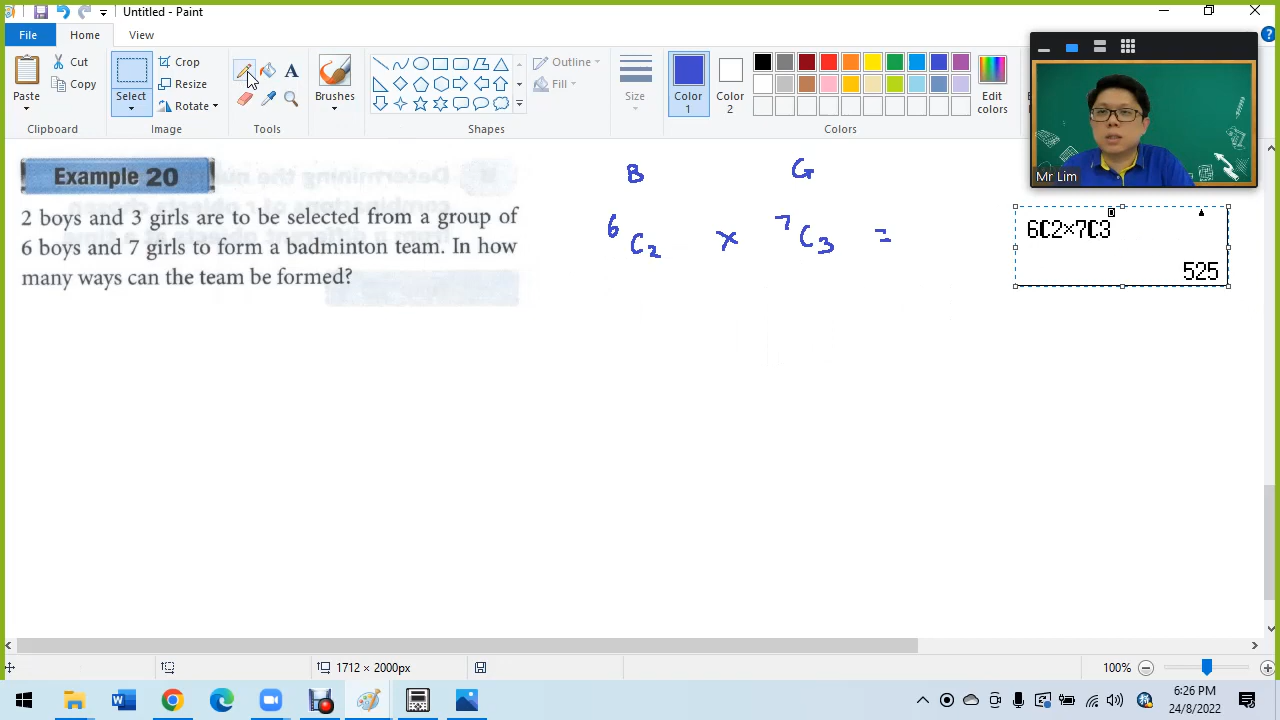 Untitled - Paint
File
Home
View
Paste
Cut
Copy
Clipboard
Select
Crop
Resize
Rotate
Image
A
Tools
Brushes
Shapes
Outline
Fill
Size
Color 1
Color 2
Edit colors
Colors
Mr Lim
Example 20
2 boys and 3 girls are to be selected from a group of
6 boys and 7 girls to form a badminton team. In how
many ways can the team be formed?
B G
⁶C₂ × ⁷C₃ =
6C2×7C3
525
1712 × 2000px
100%
6:26 PM
24/8/2022